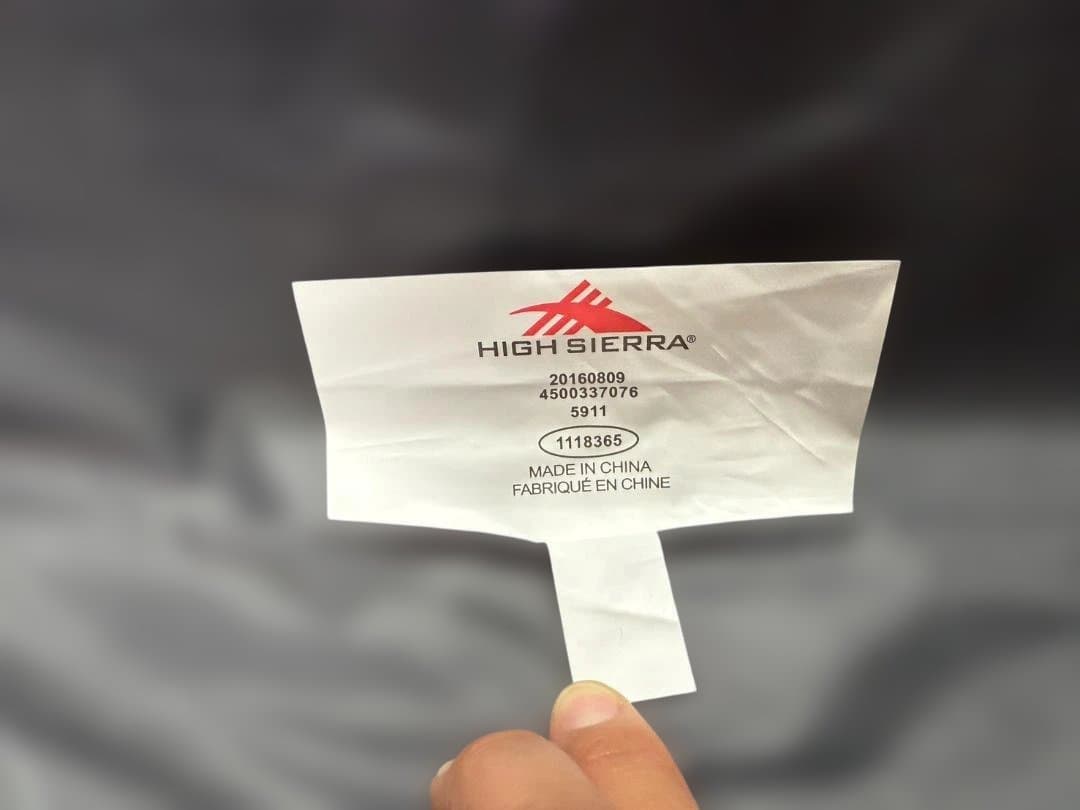 HIGH SIERRA®
20160809
4500337076
5911
1118365
MADE IN CHINA
FABRIQUÉ EN CHINE